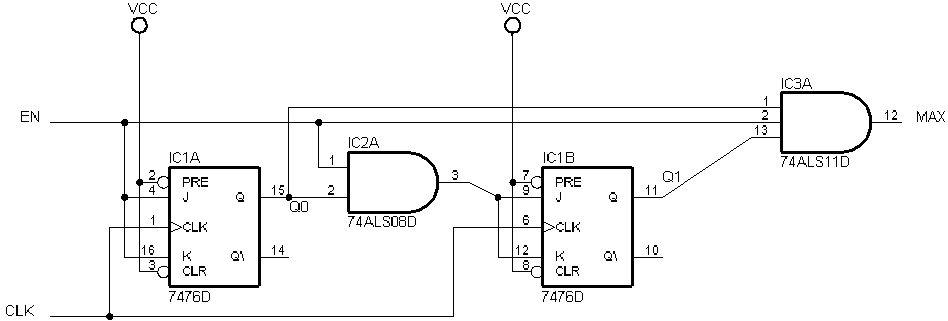 VCC VCC
IC3A
1
EN 2 12 MAX
13
IC2A 74ALS11D
IC1A 1 IC1B
2 PRE 3 7 PRE Q1
4 J Q 15 2 9 J Q 11
Q0
1 CLK 74ALS08D 6 CLK
16 K Q\ 14 12 K Q\ 10
3 CLR 8 CLR
7476D 7476D
CLK